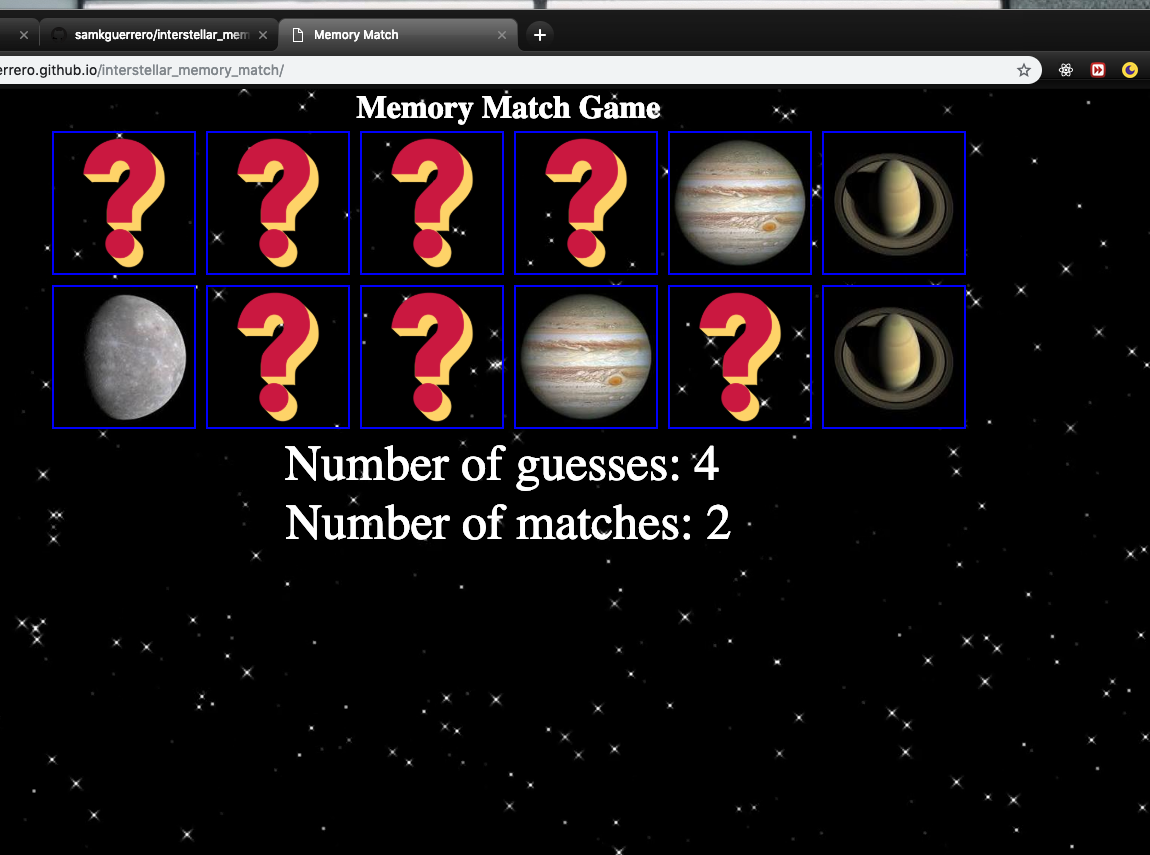 samkguerrero/interstellar_mem
Memory Match
errero.github.io/interstellar_memory_match/
Memory Match Game
? ? ? ?
? ? ?
Number of guesses: 4
Number of matches: 2